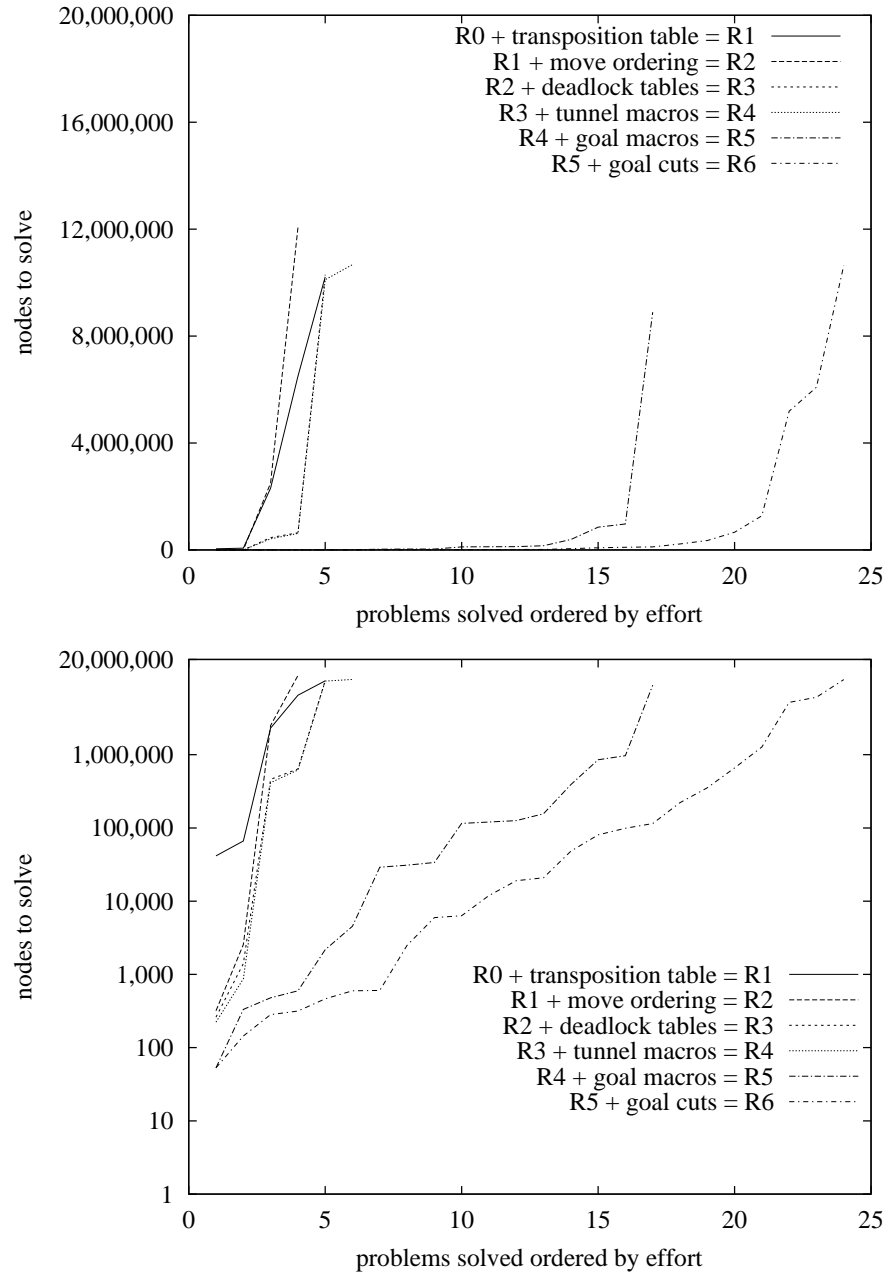 20,000,000
16,000,000
12,000,000
8,000,000
4,000,000
0
nodes to solve
R0 + transposition table = R1
R1 + move ordering = R2
R2 + deadlock tables = R3
R3 + tunnel macros = R4
R4 + goal macros = R5
R5 + goal cuts = R6
0 5 10 15 20 25
problems solved ordered by effort
20,000,000
1,000,000
100,000
10,000
1,000
100
10
1
nodes to solve
R0 + transposition table = R1
R1 + move ordering = R2
R2 + deadlock tables = R3
R3 + tunnel macros = R4
R4 + goal macros = R5
R5 + goal cuts = R6
0 5 10 15 20 25
problems solved ordered by effort